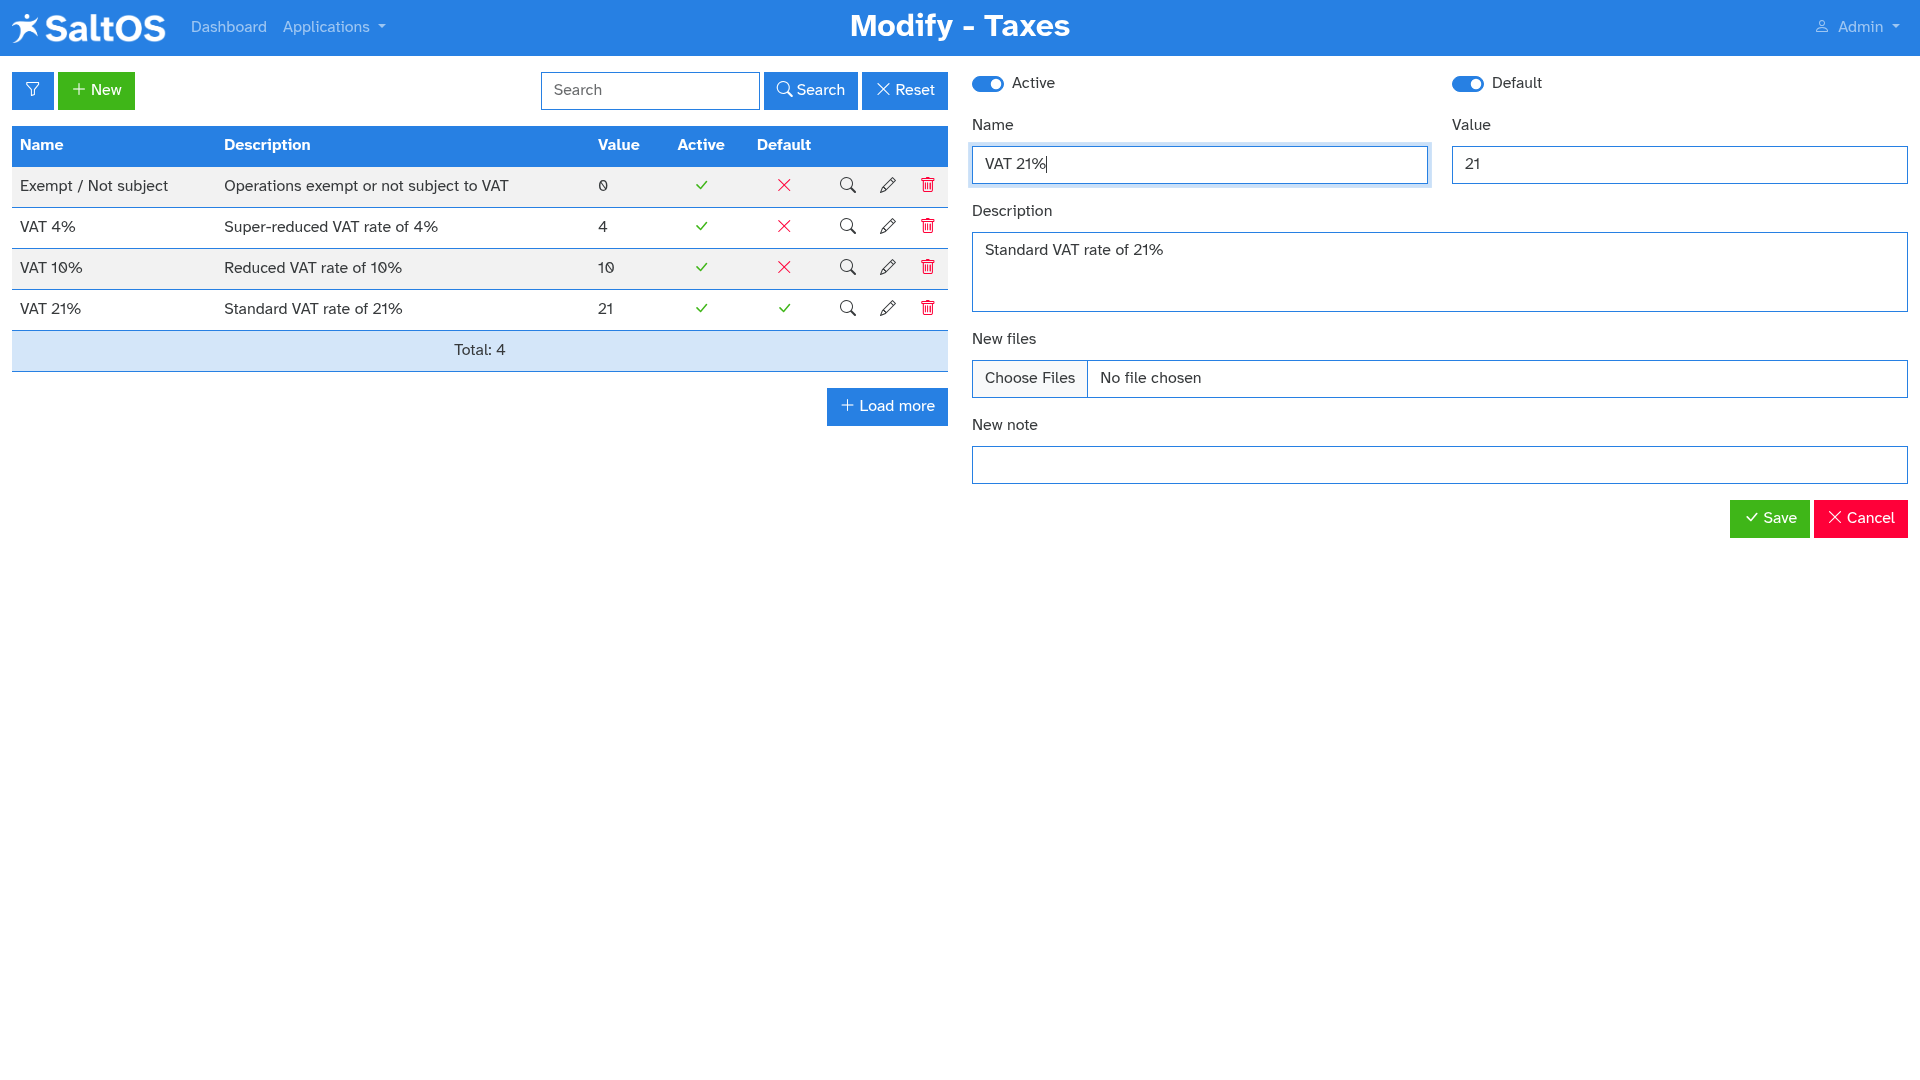 SaltOS Dashboard Applications Modify - Taxes Admin
New Search Search Reset
Name Description Value Active Default
Exempt / Not subject Operations exempt or not subject to VAT 0
VAT 4% Super-reduced VAT rate of 4% 4
VAT 10% Reduced VAT rate of 10% 10
VAT 21% Standard VAT rate of 21% 21
Total: 4
Load more
Active Default
Name Value
VAT 21% 21
Description
Standard VAT rate of 21%
New files
Choose Files No file chosen
New note
Save Cancel